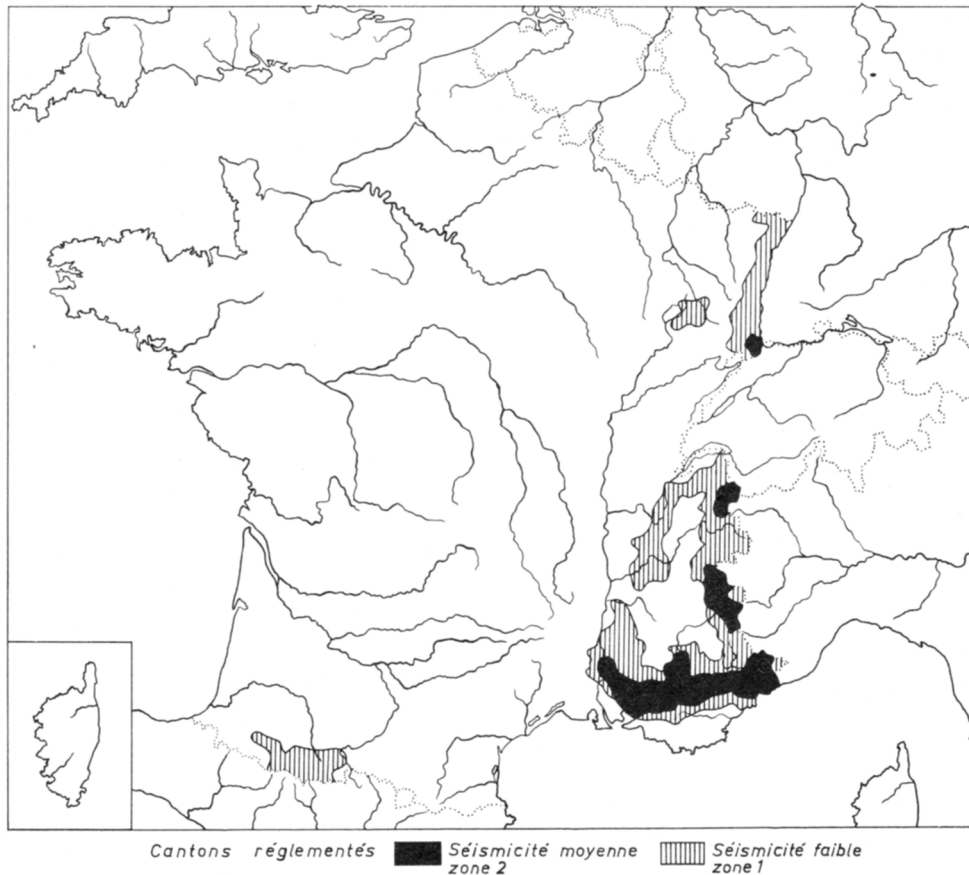 Cantons réglementés
Séismicité moyenne
zone 2
Séismicité faible
zone 1